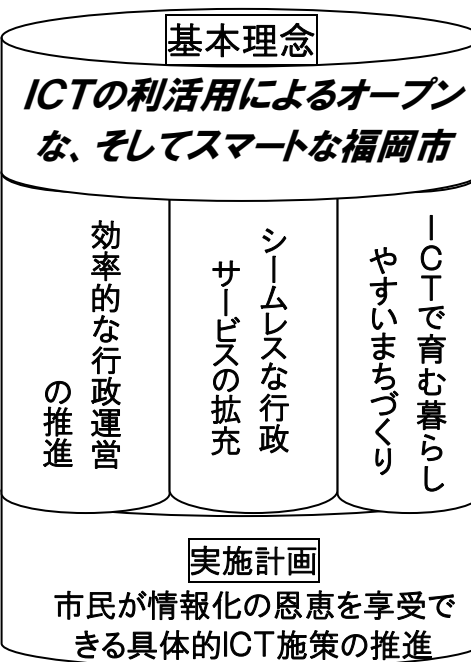 基本理念
ICTの利活用によるオープン
な、そしてスマートな福岡市
ICTで育む暮らし
やすいまちづくり
シームレスな行政
サービスの拡充
効率的な行政運営
の推進
実施計画
市民が情報化の恩恵を享受で
きる具体的ICT施策の推進